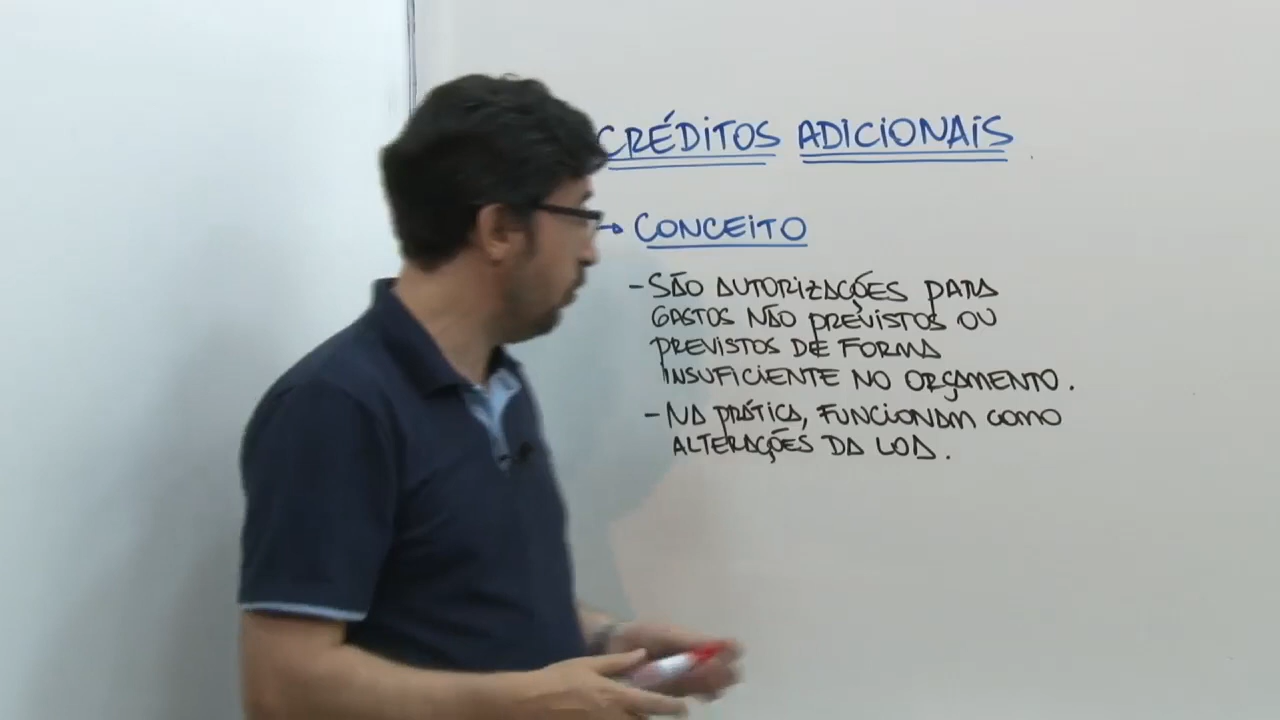 CRÉDITOS ADICIONAIS
→ CONCEITO
- SÃO AUTORIZAÇÕES PARA
GASTOS NÃO PREVISTOS OU
PREVISTOS DE FORMA
INSUFICIENTE NO ORÇAMENTO.
- NA PRÁTICA, FUNCIONAM COMO
ALTERAÇÕES DA LOA.